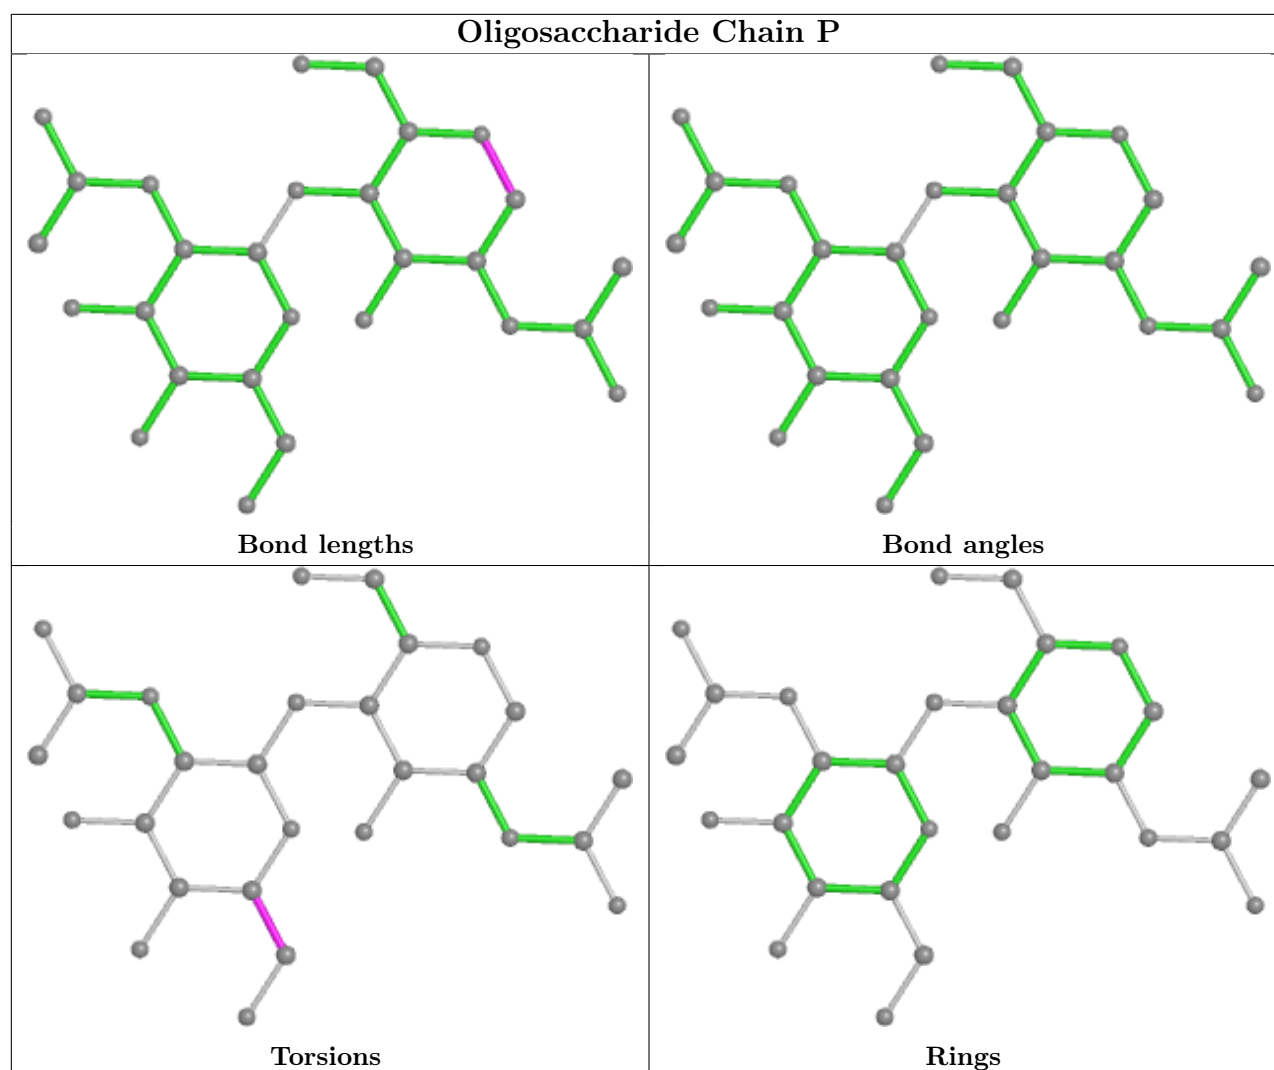 Oligosaccharide Chain P
Bond lengths
Bond angles
Torsions
Rings